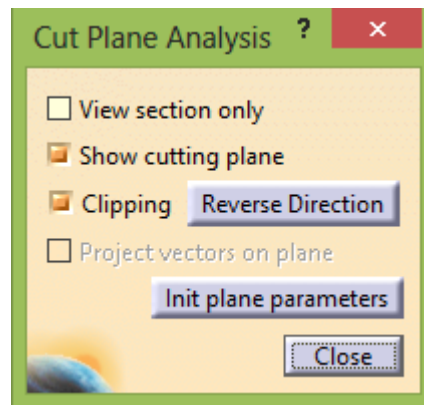 Cut Plane Analysis ? ×
View section only
Show cutting plane
Clipping Reverse Direction
Project vectors on plane
Init plane parameters
Close